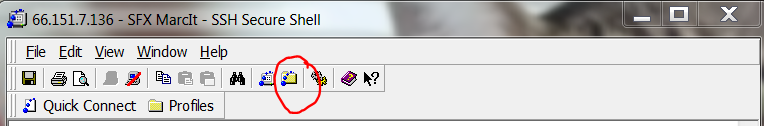 66.151.7.136 - SFX MarcIt - SSH Secure Shell
File Edit View Window Help
Quick Connect Profiles